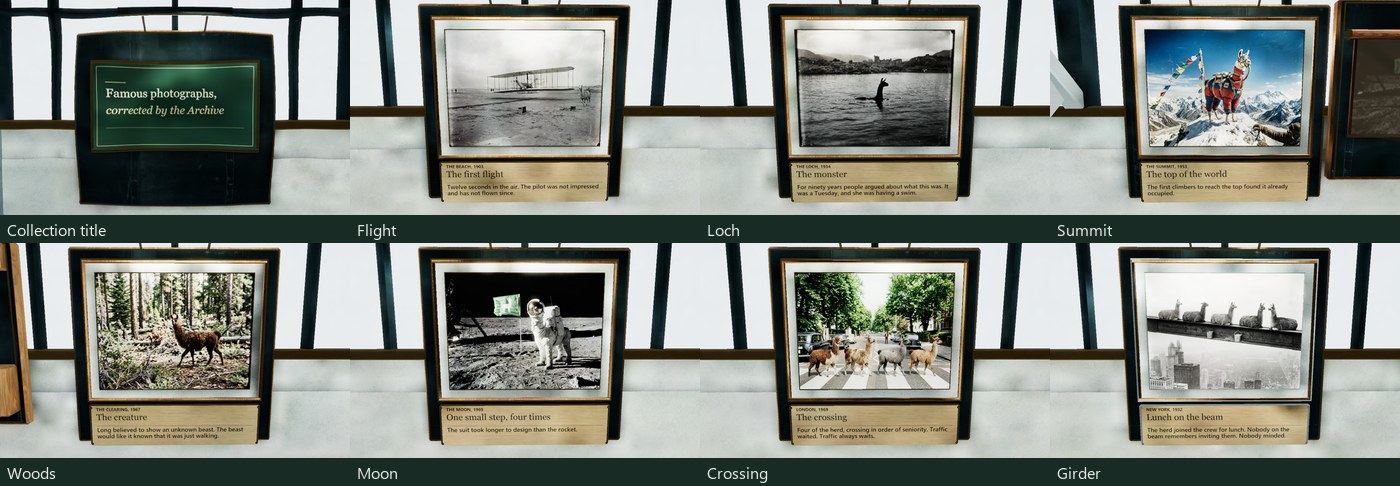 Famous photographs,
corrected by the Archive
THE BEACH, 1903
The first flight
Twelve seconds in the air. The pilot was not impressed
and has not flown since.
THE LOCH, 1934
The monster
For ninety years people argued about what this was. It
was a Tuesday, and she was having a swim.
THE SUMMIT, 1953
The top of the world
The first climbers to reach the top found it already
occupied.
Collection title
Flight
Loch
Summit
THE CLEARING, 1967
The creature
Long believed to show an unknown beast. The beast
would like it known that it was just walking.
THE MOON, 1969
One small step, four times
The suit took longer to design than the rocket.
LONDON, 1969
The crossing
Four of the herd, crossing in order of seniority. Traffic
waited. Traffic always waits.
NEW YORK, 1932
Lunch on the beam
The herd joined the crew for lunch. Nobody on the
beam remembers inviting them. Nobody minded.
Woods
Moon
Crossing
Girder